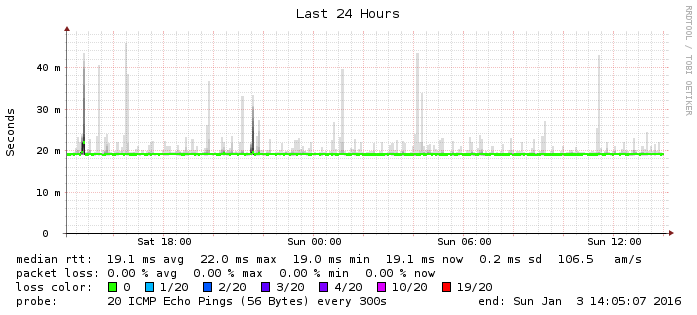 Last 24 Hours
RRDTOOL / TOBI OETIKER
Seconds
40 m
30 m
20 m
10 m
0
Sat 18:00 Sun 00:00 Sun 06:00 Sun 12:00
median rtt: 19.1 ms avg 22.0 ms max 19.0 ms min 19.1 ms now 0.2 ms sd 106.5 am/s
packet loss: 0.00 % avg 0.00 % max 0.00 % min 0.00 % now
loss color: 0 1/20 2/20 3/20 4/20 10/20 19/20
probe: 20 ICMP Echo Pings (56 Bytes) every 300s end: Sun Jan 3 14:05:07 2016